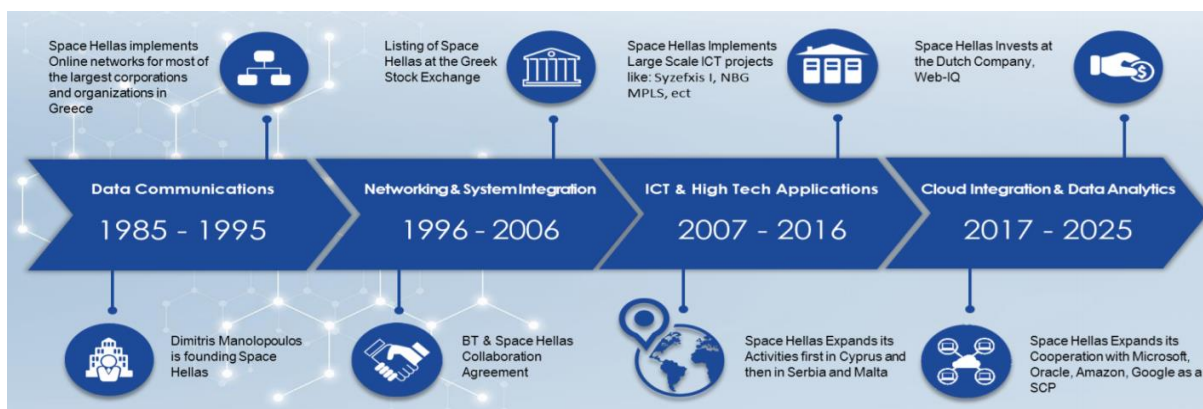 Space Hellas implements
Online networks for most of
the largest corporations
and organizations in
Greece
Listing of Space
Hellas at the Greek
Stock Exchange
Space Hellas Implements
Large Scale ICT projects
like: Syzefxis I, NBG
MPLS, ect
Space Hellas Invests at
the Dutch Company,
Web-IQ
Data Communications
1985 - 1995
Networking & System Integration
1996 - 2006
ICT & High Tech Applications
2007 - 2016
Cloud Integration & Data Analytics
2017 - 2025
Dimitris Manolopoulos
is founding Space
Hellas
BT & Space Hellas
Collaboration
Agreement
Space Hellas Expands its
Activities first in Cyprus and
then in Serbia and Malta
Space Hellas Expands its
Cooperation with Microsoft,
Oracle, Amazon, Google as a
SCP